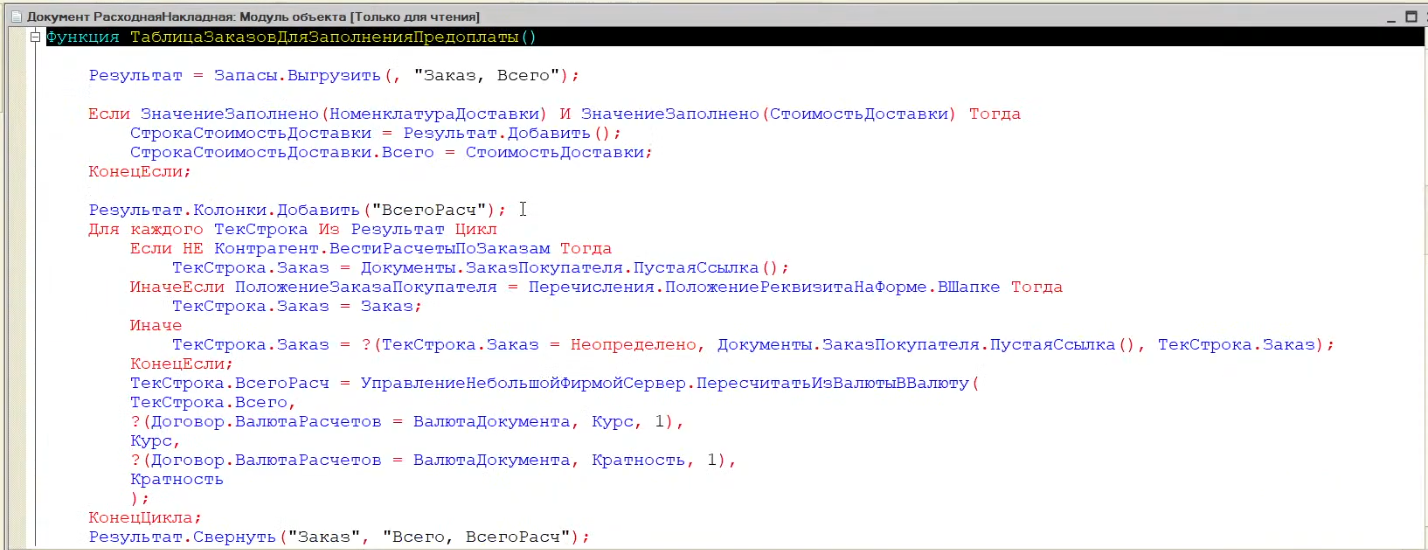 Документ РасходнаяНакладная: Модуль объекта [Только для чтения]
Функция ТаблицаЗаказовДляЗаполненияПредоплаты()
Результат = Запасы.Выгрузить(, "Заказ, Всего");
Если ЗначениеЗаполнено(НоменклатураДоставки) И ЗначениеЗаполнено(СтоимостьДоставки) Тогда
СтрокаСтоимостьДоставки = Результат.Добавить();
СтрокаСтоимостьДоставки.Всего = СтоимостьДоставки;
КонецЕсли;
Результат.Колонки.Добавить("ВсегоРасч");
Для каждого ТекСтрока Из Результат Цикл
Если НЕ Контрагент.ВестиРасчетыПоЗаказам Тогда
ТекСтрока.Заказ = Документы.ЗаказПокупателя.ПустаяСсылка();
ИначеЕсли ПоложениеЗаказаПокупателя = Перечисления.ПоложениеРеквизитаНаФорме.ВШапке Тогда
ТекСтрока.Заказ = Заказ;
Иначе
ТекСтрока.Заказ = ?(ТекСтрока.Заказ = Неопределено, Документы.ЗаказПокупателя.ПустаяСсылка(), ТекСтрока.Заказ);
КонецЕсли;
ТекСтрока.ВсегоРасч = УправлениеНебольшойФирмойСервер.ПересчитатьИзВалютыВВалюту(
ТекСтрока.Всего,
?(Договор.ВалютаРасчетов = ВалютаДокумента, Курс, 1),
Курс,
?(Договор.ВалютаРасчетов = ВалютаДокумента, Кратность, 1),
Кратность
);
КонецЦикла;
Результат.Свернуть("Заказ", "Всего, ВсегоРасч");